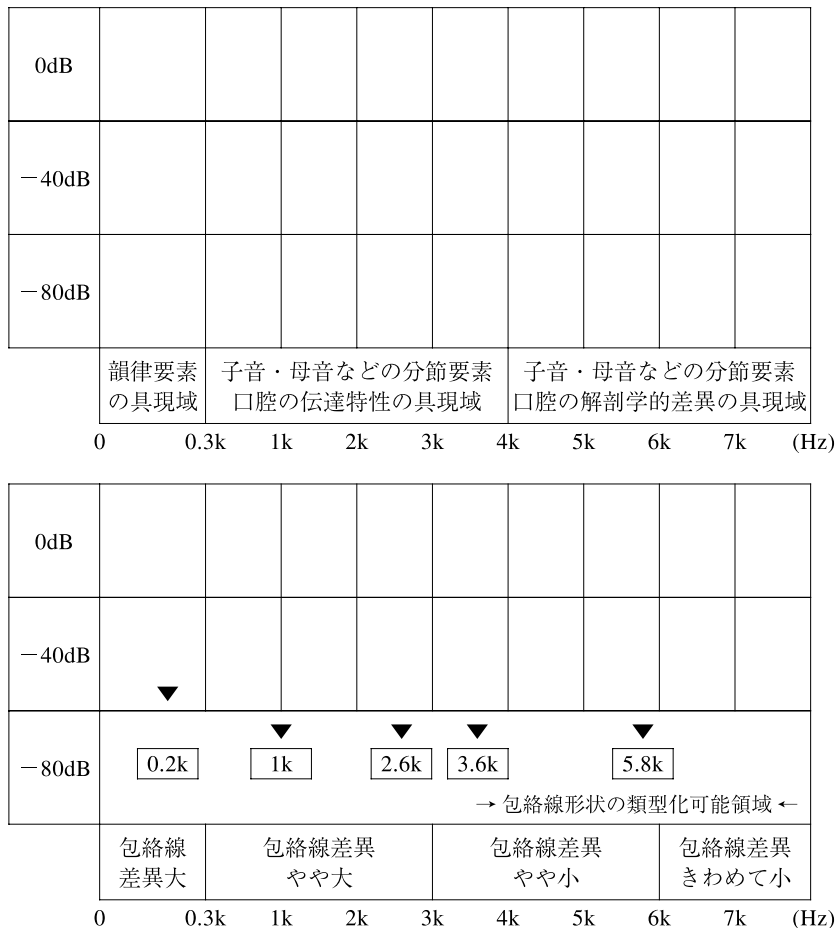 0dB
－40dB
－80dB
韻律要素
の具現域
子音・母音などの分節要素
口腔の伝達特性の具現域
子音・母音などの分節要素
口腔の解剖学的差異の具現域
0 0.3k 1k 2k 3k 4k 5k 6k 7k (Hz)
0dB
－40dB
－80dB
0.2k 1k 2.6k 3.6k 5.8k
→ 包絡線形状の類型化可能領域 ←
包絡線
差異大
包絡線差異
やや大
包絡線差異
やや小
包絡線差異
きわめて小
0 0.3k 1k 2k 3k 4k 5k 6k 7k (Hz)